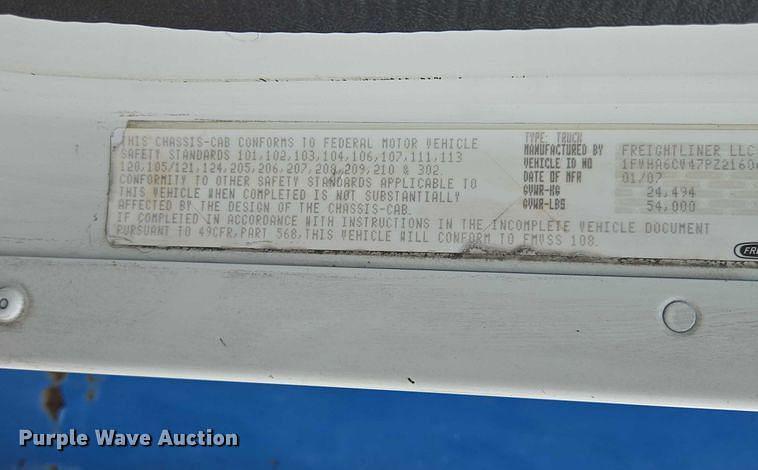 THIS CHASSIS-CAB CONFORMS TO FEDERAL MOTOR VEHICLE
SAFETY STANDARDS 101,102,103,104,106,107,111,113
120,105/121,124,205,206,207,208,209,210 & 302.
CONFORMITY TO OTHER SAFETY STANDARDS APPLICABLE TO
THIS VEHICLE WHEN COMPLETED IS NOT SUBSTANTIALLY
AFFECTED BY THE DESIGN OF THE CHASSIS-CAB.
IF COMPLETED IN ACCORDANCE WITH INSTRUCTIONS IN THE INCOMPLETE VEHICLE DOCUMENT
PURSUANT TO 49CFR,PART 568,THIS VEHICLE WILL CONFORM TO FMVSS 108.
TYPE: TRUCK
MANUFACTURED BY FREIGHTLINER LLC
VEHICLE ID NO 1FVHA6CV47PZ2160
DATE OF MFR 01/07
GVWR-KG 24,494
GVWR-LBS 54,000
FRE
Purple Wave Auction